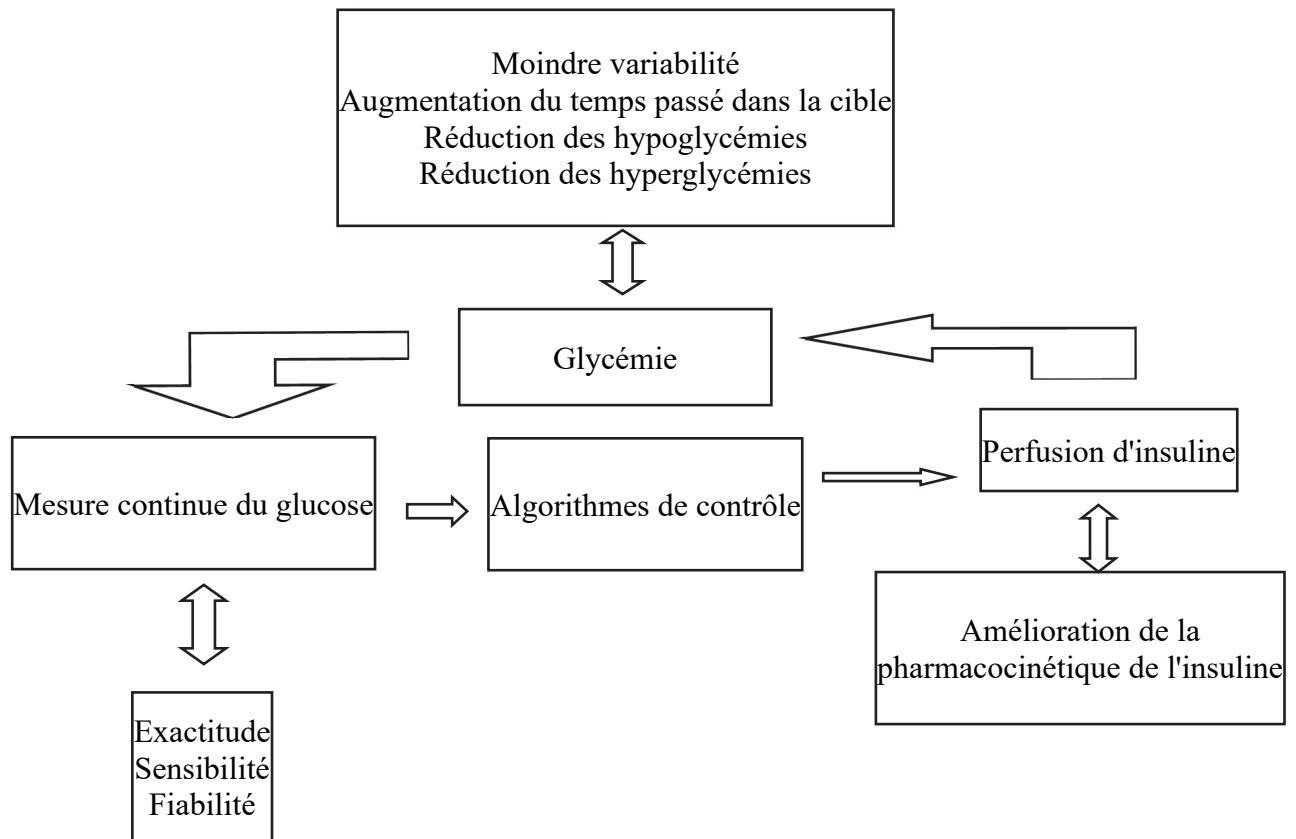 Moindre variabilité
Augmentation du temps passé dans la cible
Réduction des hypoglycémies
Réduction des hyperglycémies
Glycémie
Mesure continue du glucose
Algorithmes de contrôle
Perfusion d'insuline
Amélioration de la
pharmacocinétique de l'insuline
Exactitude
Sensibilité
Fiabilité